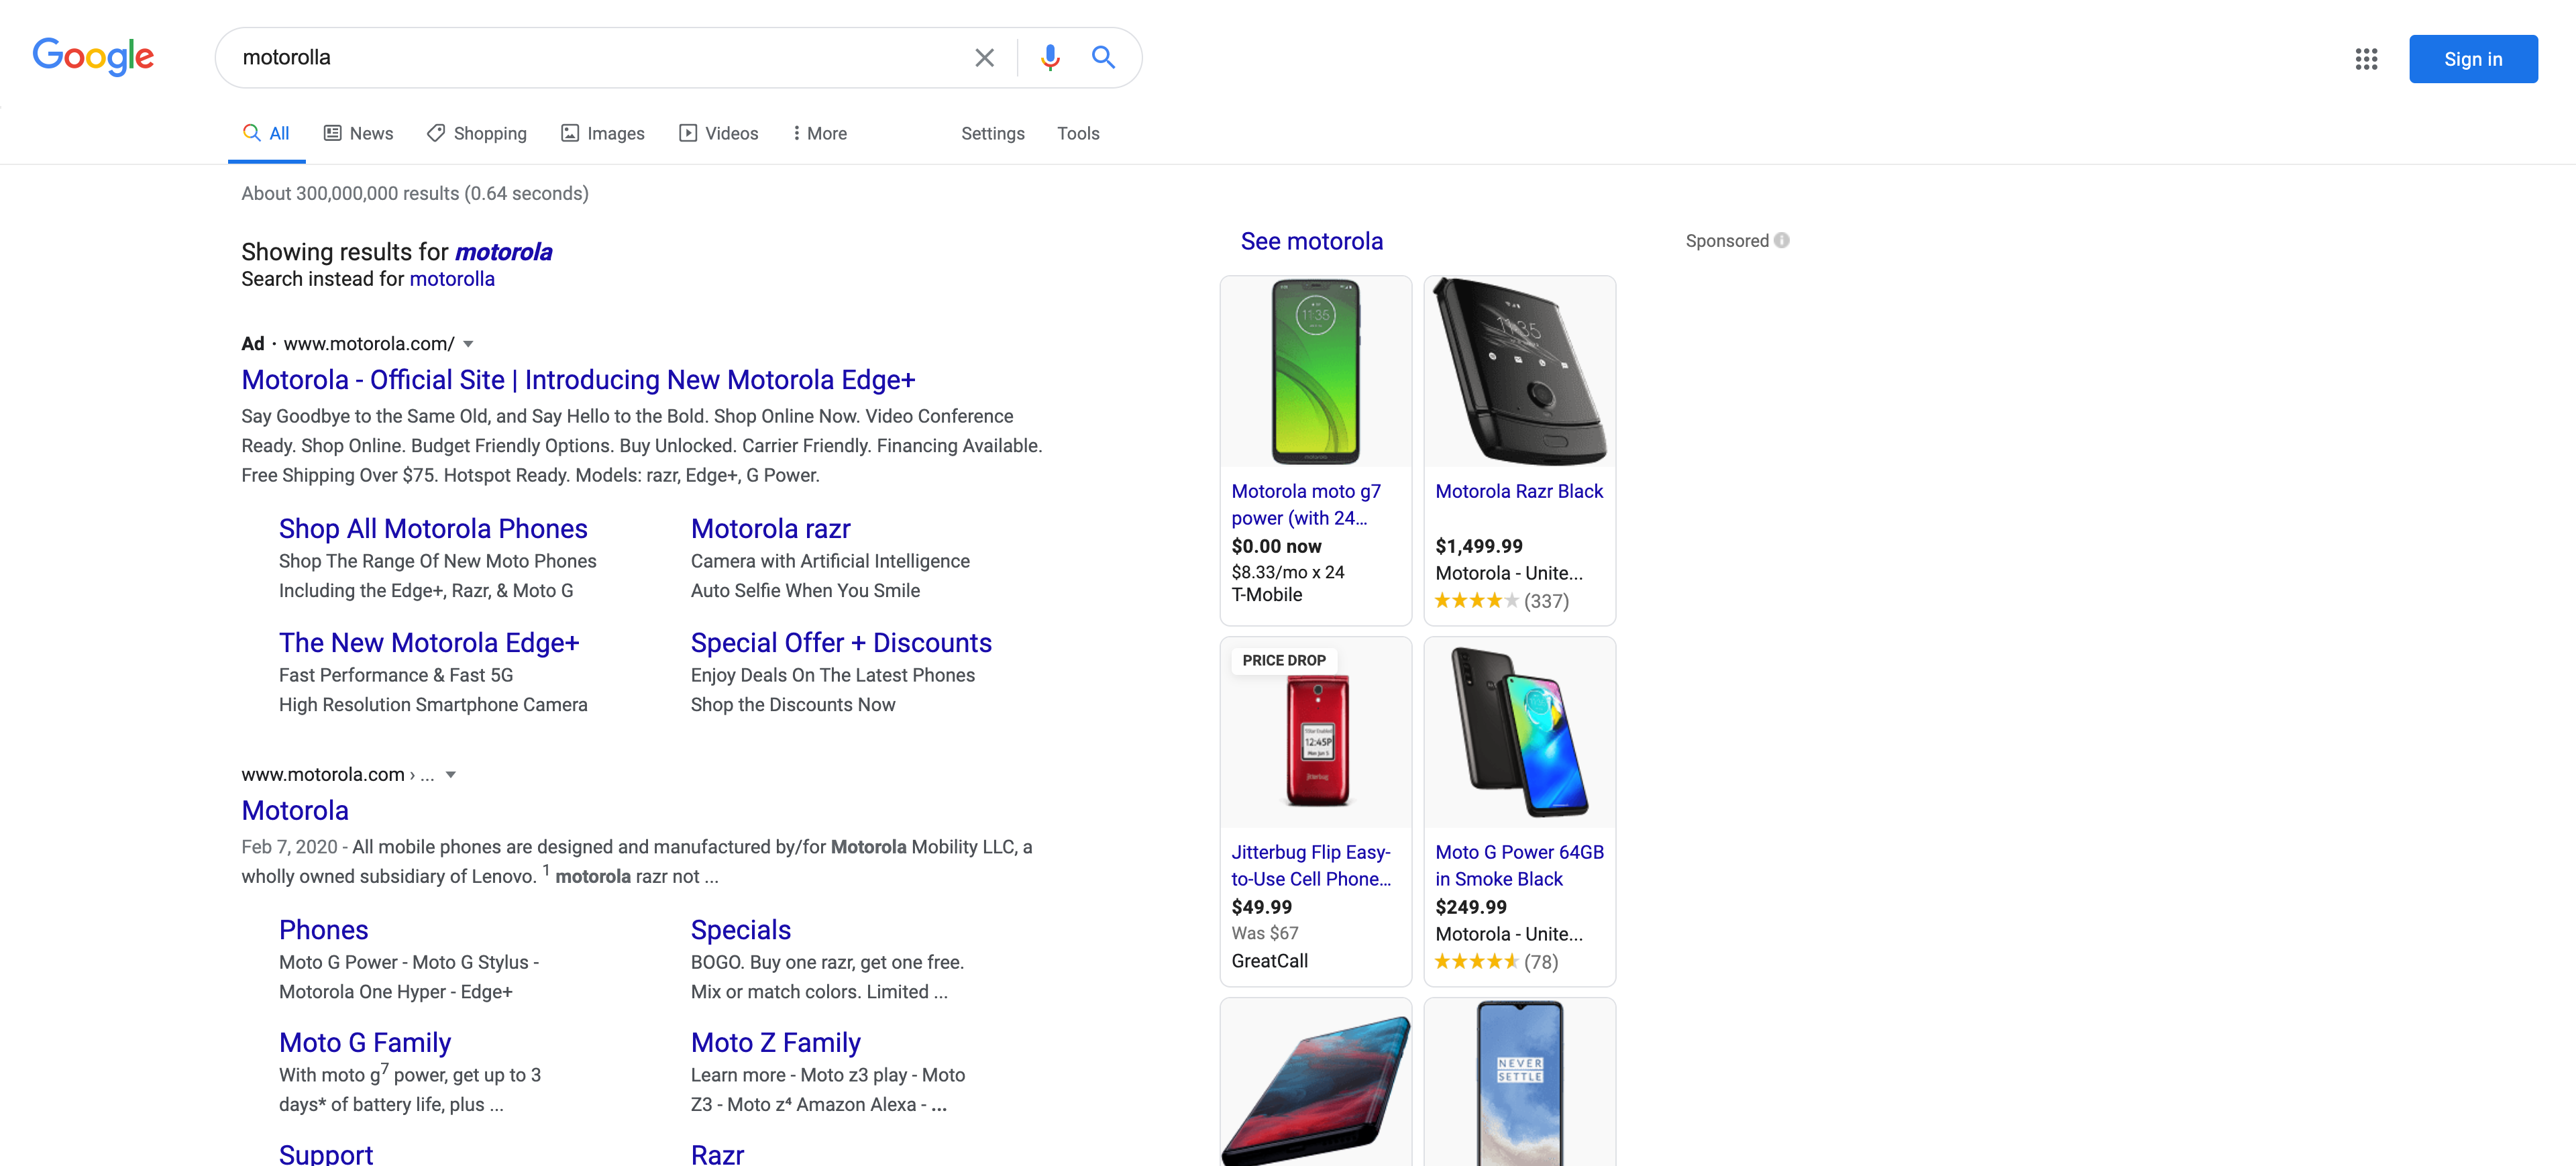 Google
motorolla
Sign in
All News Shopping Images Videos More Settings Tools
About 300,000,000 results (0.64 seconds)
Showing results for motorola
Search instead for motorolla
Ad · www.motorola.com/
Motorola - Official Site | Introducing New Motorola Edge+
Say Goodbye to the Same Old, and Say Hello to the Bold. Shop Online Now. Video Conference
Ready. Shop Online. Budget Friendly Options. Buy Unlocked. Carrier Friendly. Financing Available.
Free Shipping Over $75. Hotspot Ready. Models: razr, Edge+, G Power.
Shop All Motorola Phones
Shop The Range Of New Moto Phones
Including the Edge+, Razr, & Moto G
Motorola razr
Camera with Artificial Intelligence
Auto Selfie When You Smile
The New Motorola Edge+
Fast Performance & Fast 5G
High Resolution Smartphone Camera
Special Offer + Discounts
Enjoy Deals On The Latest Phones
Shop the Discounts Now
www.motorola.com › ...
Motorola
Feb 7, 2020 - All mobile phones are designed and manufactured by/for Motorola Mobility LLC, a
wholly owned subsidiary of Lenovo. 1 motorola razr not ...
Phones
Moto G Power - Moto G Stylus -
Motorola One Hyper - Edge+
Specials
BOGO. Buy one razr, get one free.
Mix or match colors. Limited ...
Moto G Family
With moto g7 power, get up to 3
days* of battery life, plus ...
Moto Z Family
Learn more - Moto z3 play - Moto
Z3 - Moto z⁴ Amazon Alexa - ...
Support
Razr
See motorola
Sponsored
11:35
Motorola moto g7
power (with 24...
$0.00 now
$8.33/mo x 24
T-Mobile
11:35
Motorola Razr Black
$1,499.99
Motorola - Unite...
(337)
PRICE DROP
12:45P
jitterbug
Jitterbug Flip Easy-
to-Use Cell Phone...
$49.99
Was $67
GreatCall
Moto G Power 64GB
in Smoke Black
$249.99
Motorola - Unite...
(78)
NEVER
SETTLE